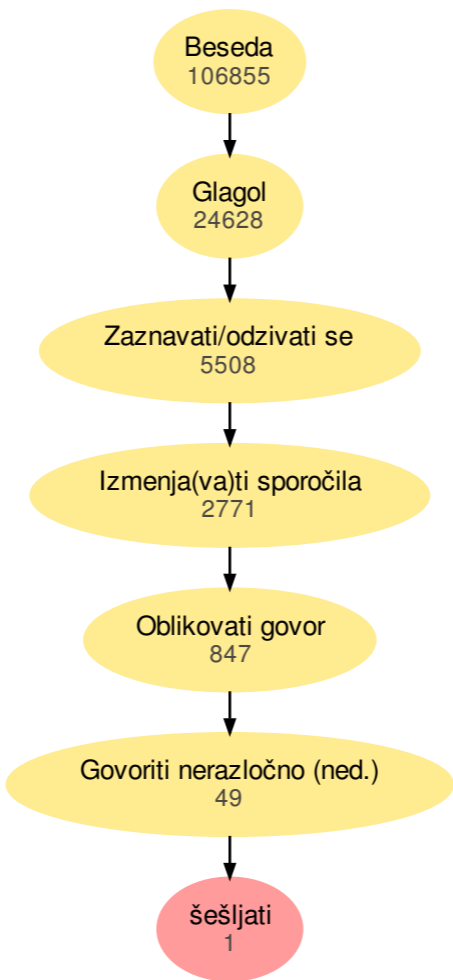 Beseda
106855
Glagol
24628
Zaznavati/odzivati se
5508
Izmenja(va)ti sporočila
2771
Oblikovati govor
847
Govoriti nerazločno (ned.)
49
šešljati
1